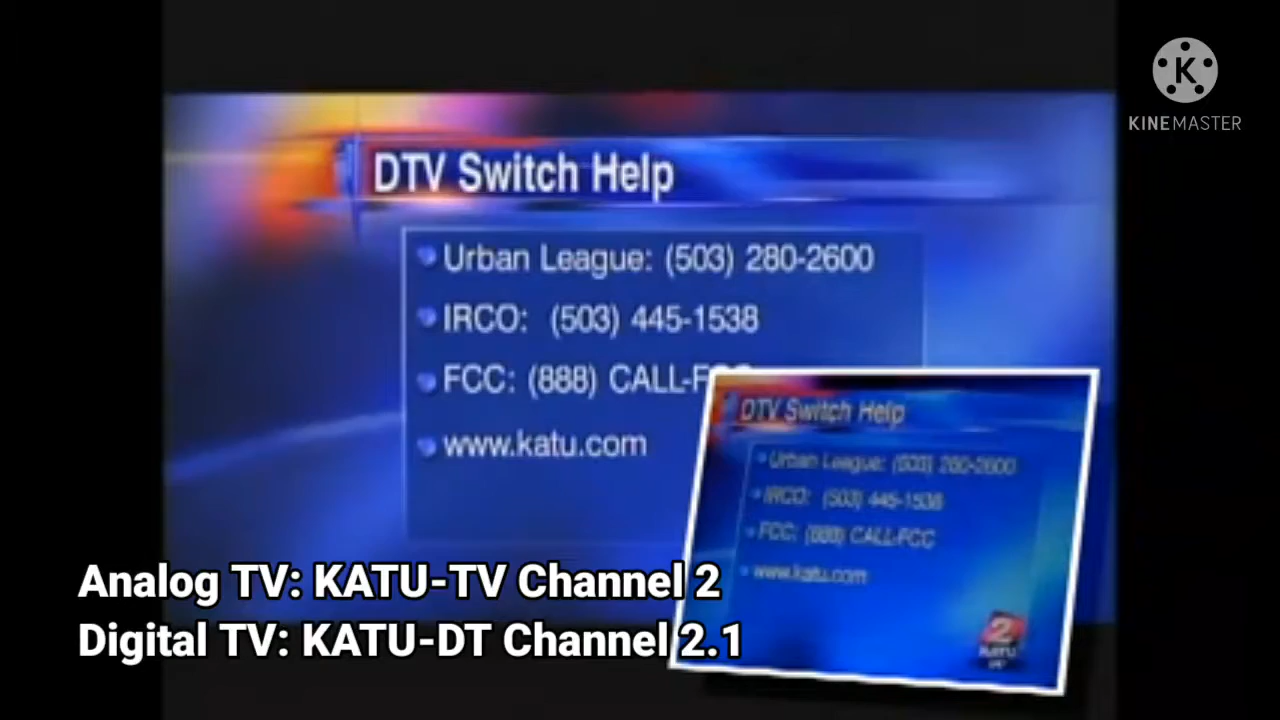 K
KINEMASTER
DTV Switch Help
Urban League: (503) 280-2600
IRCO: (503) 445-1538
FCC: (888) CALL-F
www.katu.com
DTV Switch Help
Urban League: (503) 280-2600
IRCO: (503) 445-1538
FCC: (888) CALL-FCC
www.katu.com
2
KATU
Analog TV: KATU-TV Channel 2
Digital TV: KATU-DT Channel 2.1